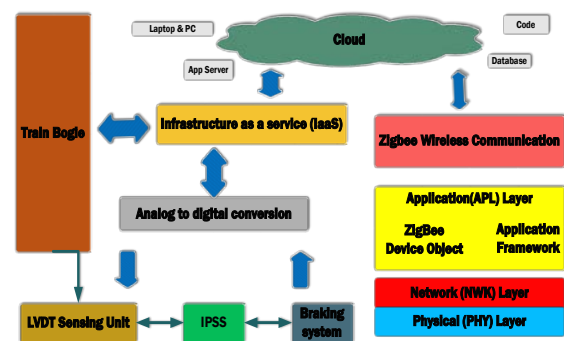 Laptop & PC
Code
Cloud
App Server
Database
Train Bogle
Infrastructure as a service (IaaS)
Zigbee Wireless Communication
Analog to digital conversion
Application(APL) Layer
ZigBee
Device Object
Application
Framework
Network (NWK) Layer
LVDT Sensing Unit
IPSS
Braking
system
Physical (PHY) Layer